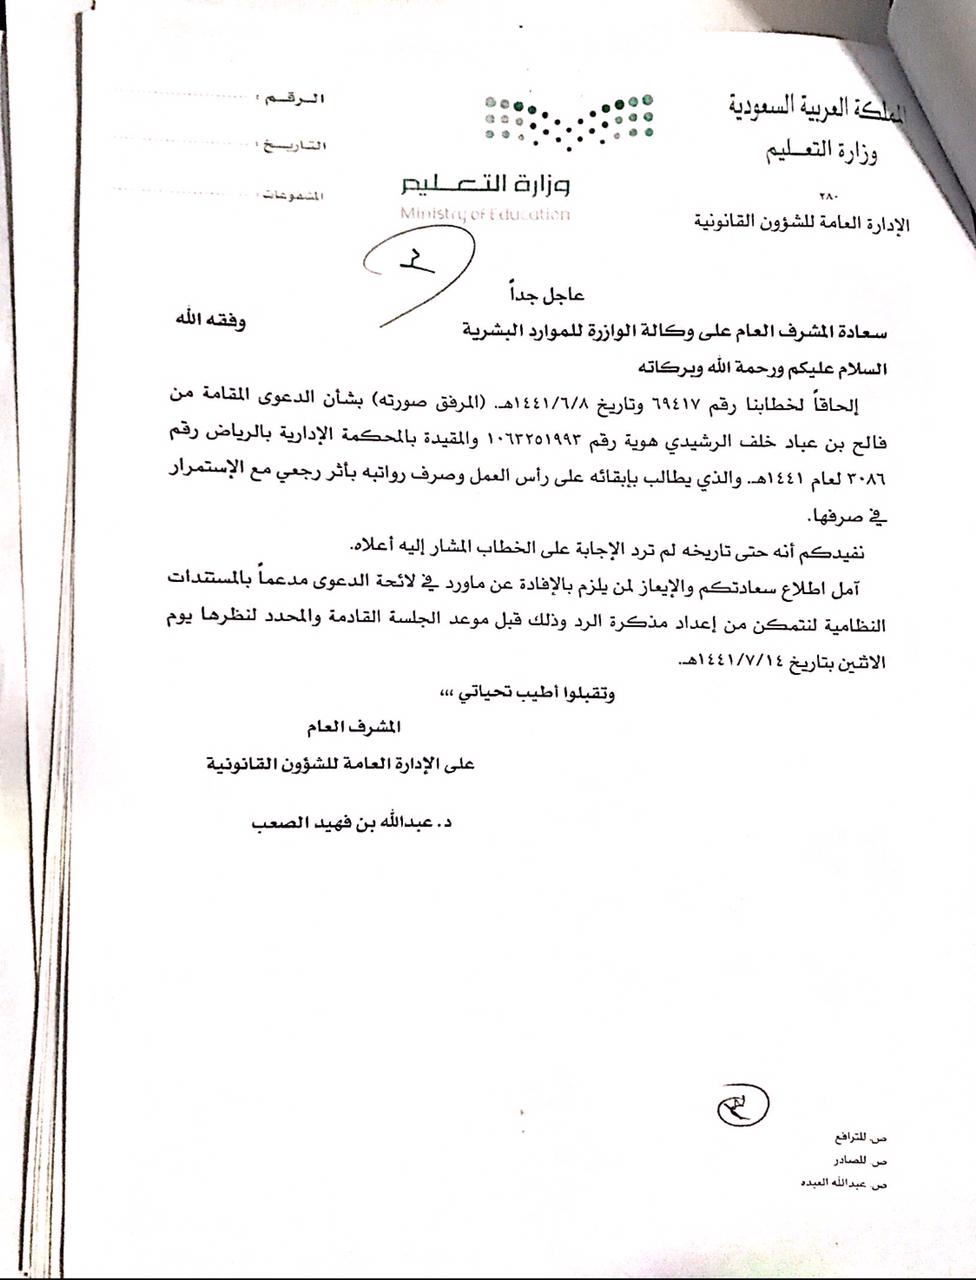 المملكة العربية السعودية
وزارة التعـــليم
٢٨٠
الإدارة العامة للشؤون القانونية
وزارة التعـــليم
Ministry of Education
الـرقـم :
التاريـخ :
المشفوعات :
عاجل جداً
سعادة المشرف العام على وكالة الوازرة للموارد البشرية
وفقه الله
السلام عليكم ورحمة الله وبركاته
إلحاقاً لخطابنا رقم ٦٩٤١٧ وتاريخ ١٤٤١/٦/٨هـ. (المرفق صورته) بشأن الدعوى المقامة من
فالح بن عباد خلف الرشيدي هوية رقم ١٠٦٣٢٥١٩٩٣ والمقيدة بالمحكمة الإدارية بالرياض رقم
٣٠٨٦ لعام ١٤٤١هـ. والذي يطالب بإبقائه على رأس العمل وصرف رواتبه بأثر رجعي مع الإستمرار
في صرفها.
نفيدكم أنه حتى تاريخه لم ترد الإجابة على الخطاب المشار إليه أعلاه.
آمل اطلاع سعادتكم والإيعاز لمن يلزم بالإفادة عن ماورد في لائحة الدعوى مدعماً بالمستندات
النظامية لنتمكن من إعداد مذكرة الرد وذلك قبل موعد الجلسة القادمة والمحدد لنظرها يوم
الاثنين بتاريخ ١٤٤١/٧/١٤هـ.
وتقبلوا أطيب تحياتي ،،،
المشرف العام
على الإدارة العامة للشؤون القانونية
د. عبدالله بن فهيد الصعب
ص. للترافع
ص. للصادر
ص. عبدالله العبده